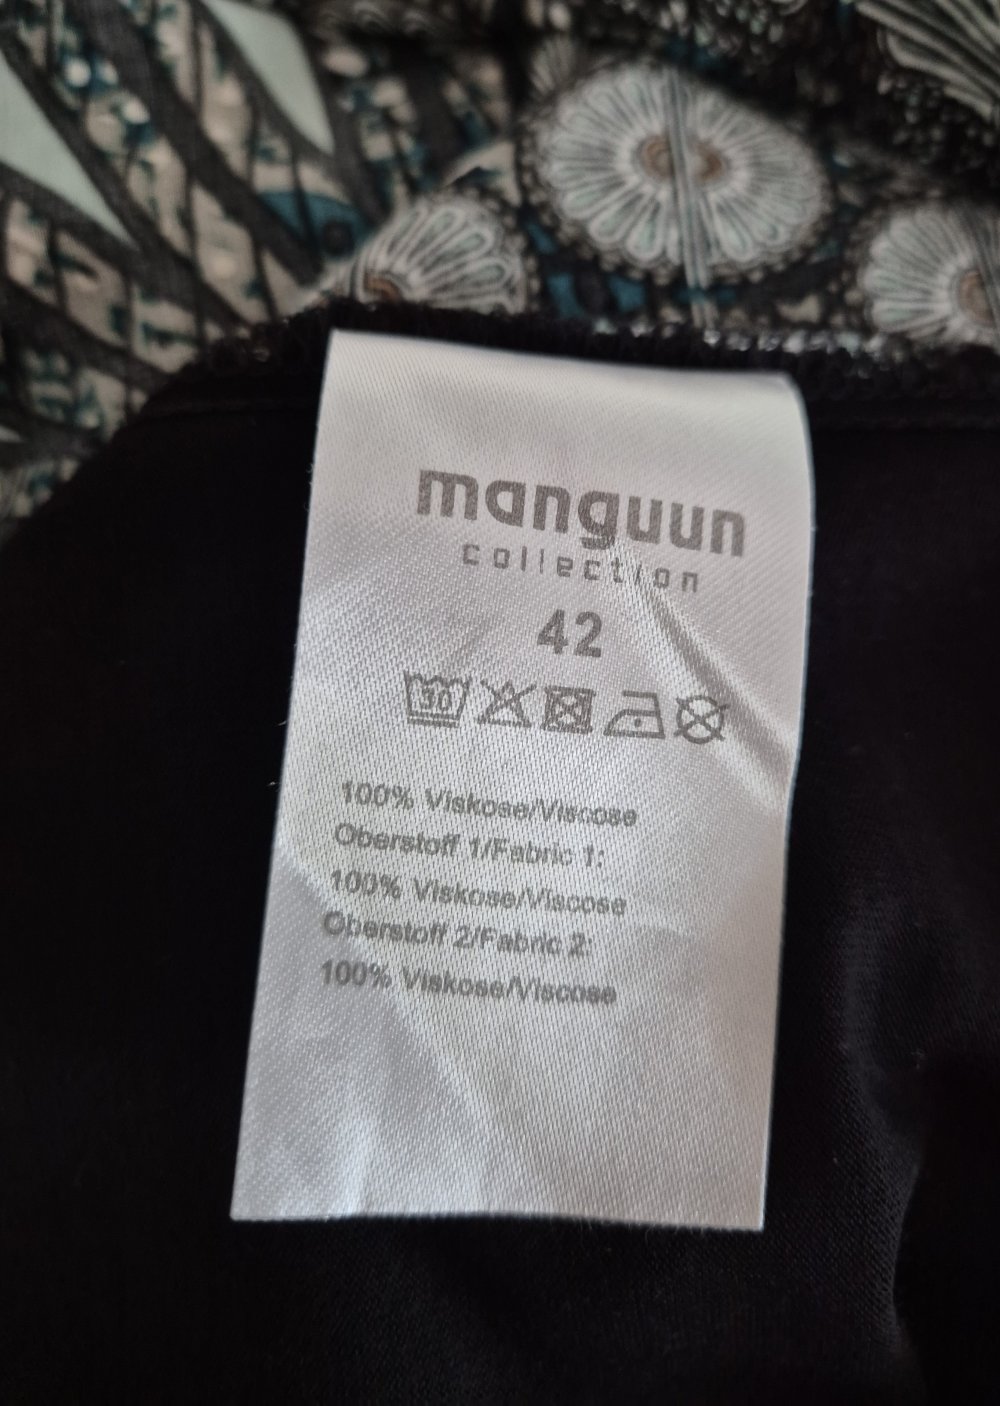 manguun
collection
42
30
100% Viskose/Viscose
Oberstoff 1/Fabric 1:
100% Viskose/Viscose
Oberstoff 2/Fabric 2:
100% Viskose/Viscose